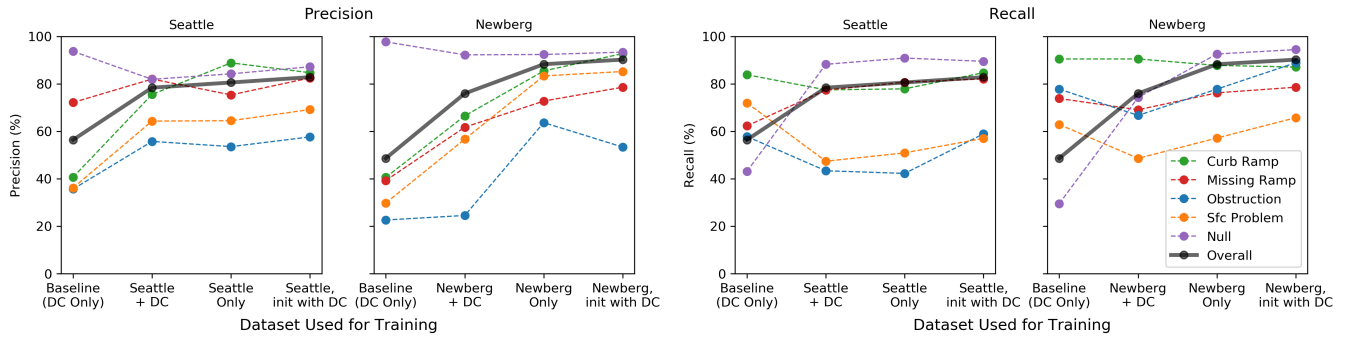 Precision
Seattle
Newberg
Precision (%)
100
80
60
40
20
0
Baseline
(DC Only)
Seattle
+ DC
Seattle
Only
Seattle,
init with DC
Baseline
(DC Only)
Newberg
+ DC
Newberg
Only
Newberg,
init with DC
Dataset Used for Training
Recall
Seattle
Newberg
Recall (%)
100
80
60
40
20
0
Curb Ramp
Missing Ramp
Obstruction
Sfc Problem
Null
Overall
Baseline
(DC Only)
Seattle
+ DC
Seattle
Only
Seattle,
init with DC
Baseline
(DC Only)
Newberg
+ DC
Newberg
Only
Newberg,
init with DC
Dataset Used for Training